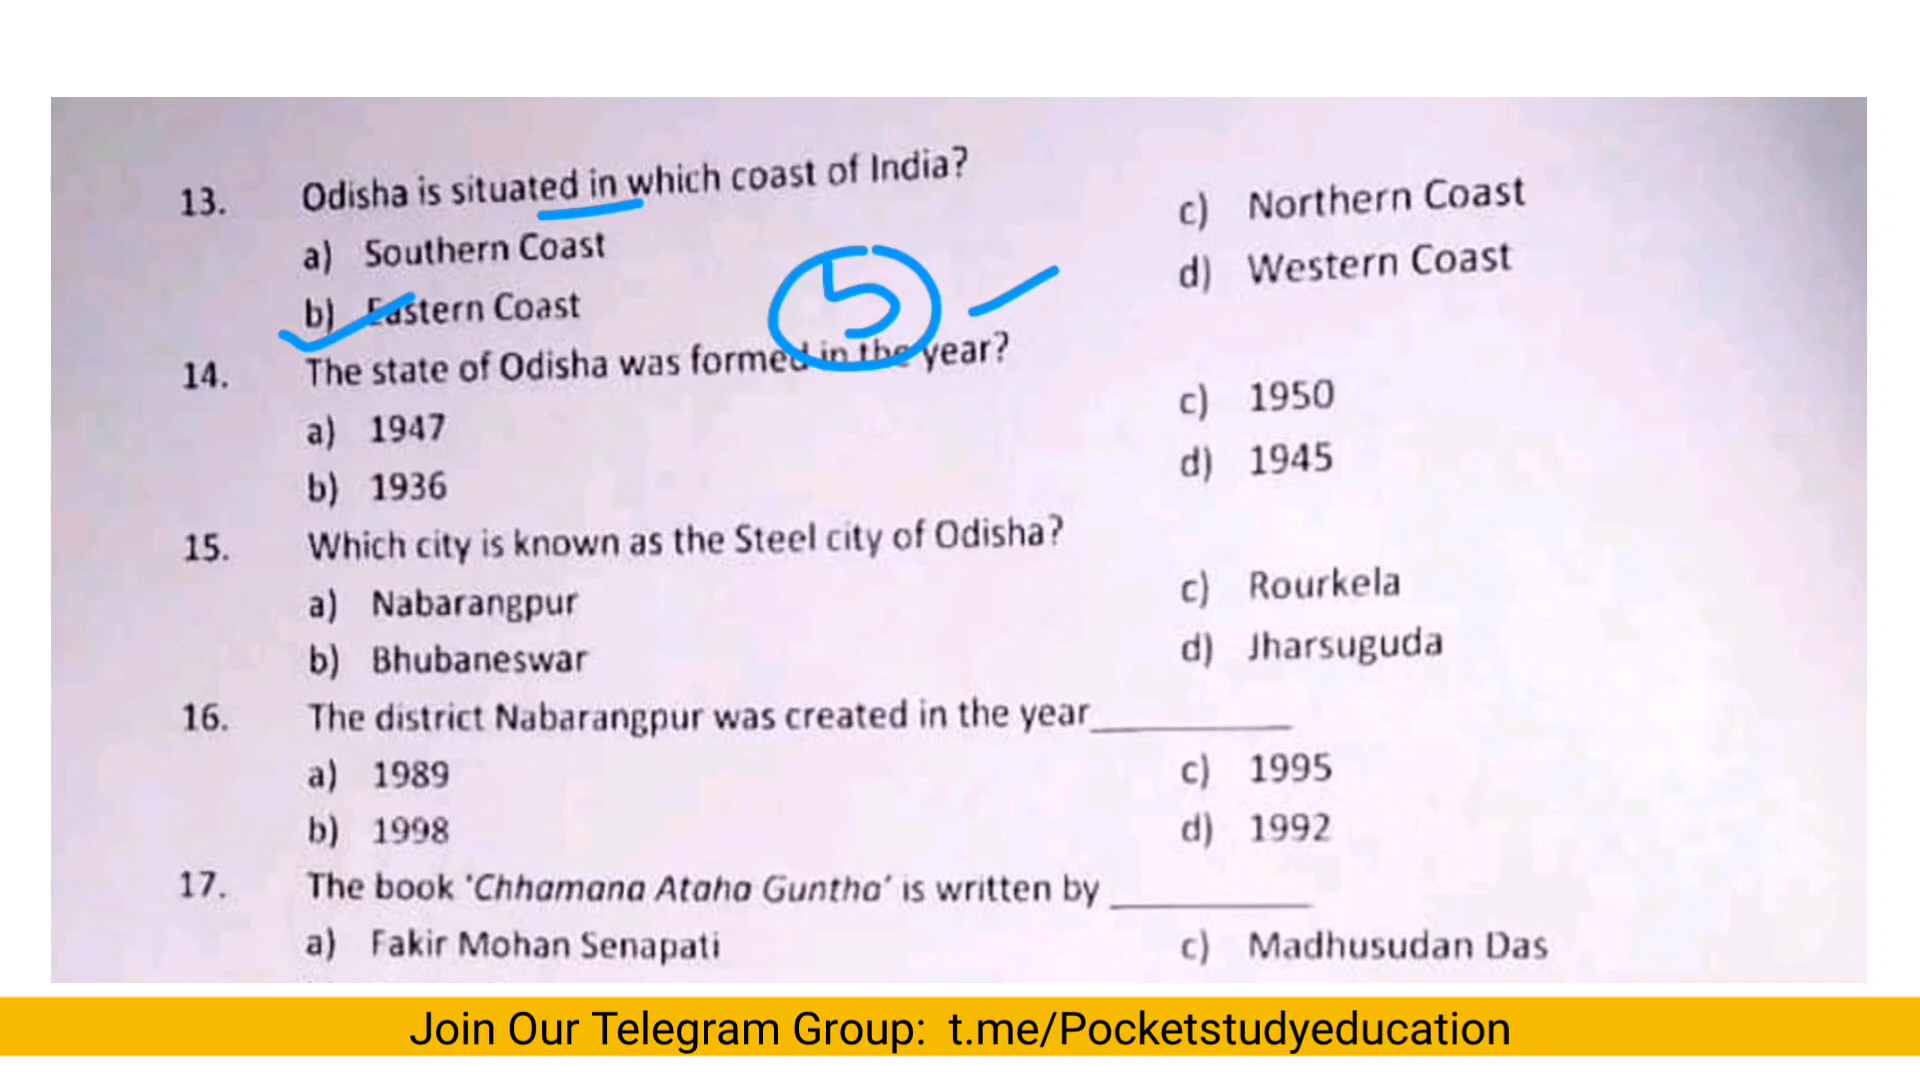 13. Odisha is situated in which coast of India?
a) Southern Coast
b) Eastern Coast
c) Northern Coast
d) Western Coast
5
14. The state of Odisha was formed in the year?
a) 1947
b) 1936
c) 1950
d) 1945
15. Which city is known as the Steel city of Odisha?
a) Nabarangpur
b) Bhubaneswar
c) Rourkela
d) Jharsuguda
16. The district Nabarangpur was created in the year__________
a) 1989
b) 1998
c) 1995
d) 1992
17. The book 'Chhamana Ataha Guntha' is written by __________
a) Fakir Mohan Senapati
c) Madhusudan Das
Join Our Telegram Group: t.me/Pocketstudyeducation